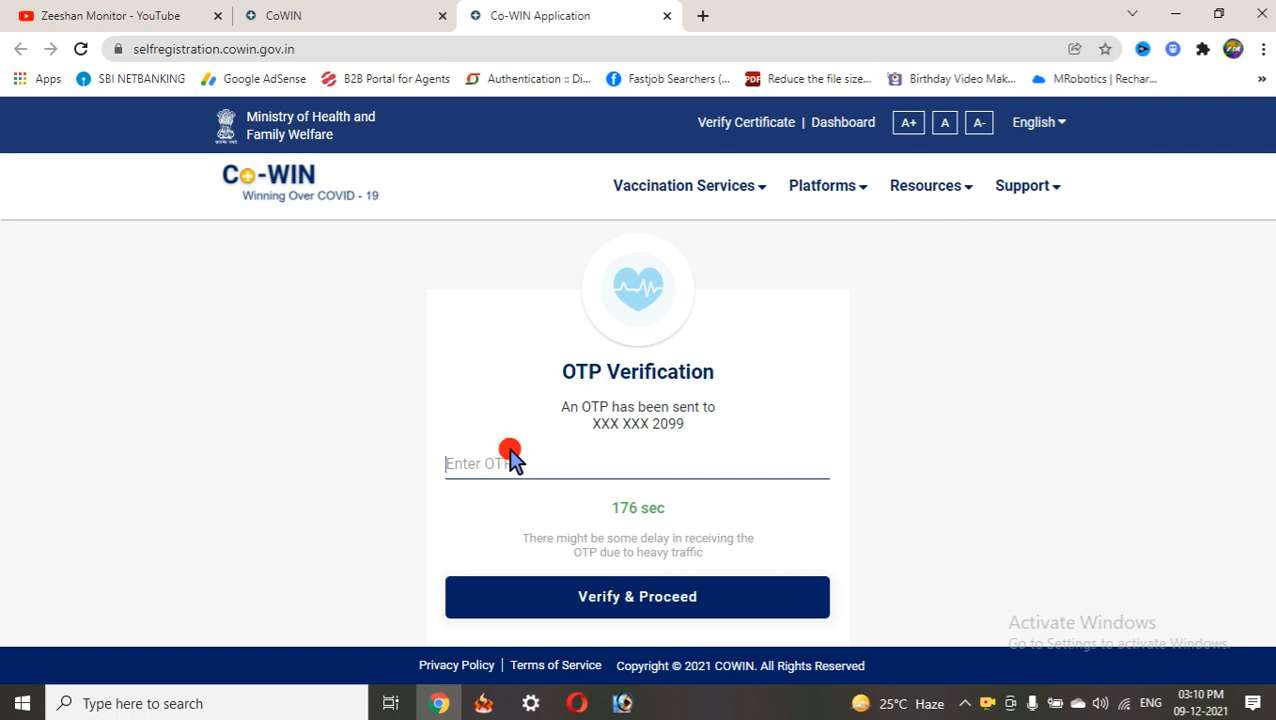 Zeeshan Monitor - YouTube
CoWIN
Co-WIN Application
selfregistration.cowin.gov.in
Apps
SBI NETBANKING
Google AdSense
B2B Portal for Agents
Authentication :: Di...
Fastjob Searchers (...
PDF
Reduce the file size...
Birthday Video Mak...
MRobotics | Rechar...
»
Ministry of Health and
Family Welfare
Verify Certificate | Dashboard
A+
A
A-
English
Co-WIN
Winning Over COVID - 19
Vaccination Services
Platforms
Resources
Support
OTP Verification
An OTP has been sent to
XXX XXX 2099
Enter OTP
176 sec
There might be some delay in receiving the
OTP due to heavy traffic
Verify & Proceed
Activate Windows
Go to Settings to activate Windows.
Privacy Policy | Terms of Service
Copyright © 2021 COWIN. All Rights Reserved
Type here to search
25°C Haze
ENG
03:10 PM
09-12-2021